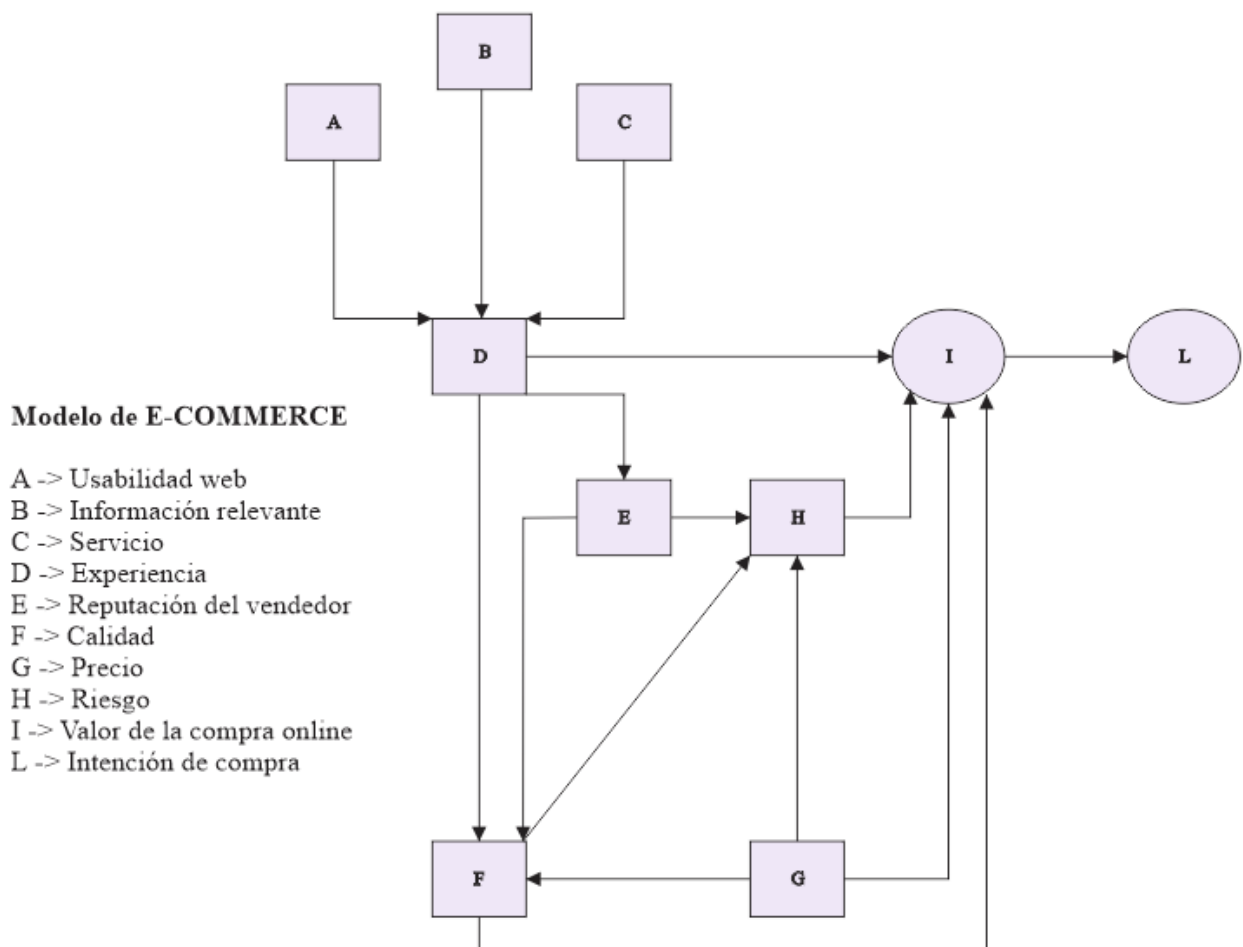 B
A
C
D
I
L
Modelo de E-COMMERCE
A -> Usabilidad web
B -> Información relevante
C -> Servicio
D -> Experiencia
E -> Reputación del vendedor
F -> Calidad
G -> Precio
H -> Riesgo
I -> Valor de la compra online
L -> Intención de compra
E
H
F
G